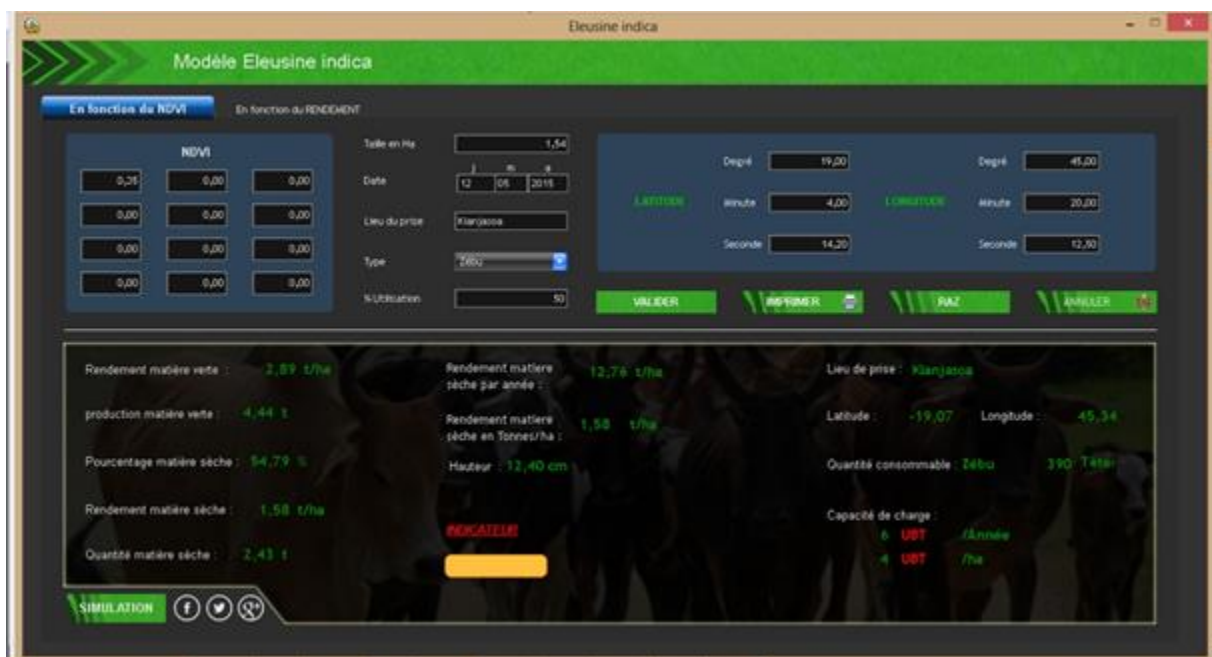 Eleusine indica
Modèle Eleusine indica
En fonction du NDVI En fonction du RENDEMENT
NDVI
0,25 0,00 0,00
0,00 0,00 0,00
0,00 0,00 0,00
0,00 0,00 0,00
Taille en Ha 1,54
j m a
Date 12 05 2015
Lieu du prise Kianjasoa
Type Zébu
% Utilisation 50
LATITUDE
Degré 19,00
Minute 4,00
Seconde 14,20
LONGITUDE
Degré 45,00
Minute 20,00
Seconde 12,50
VALIDER IMPRIMER RAZ ANNULER
Rendement matière verte : 2,89 t/ha
production matière verte : 4,44 t
Pourcentage matière sèche : 54,79 %
Rendement matière sèche : 1,58 t/ha
Quantité matière sèche : 2,43 t
Rendement matiere
sèche par année : 12,76 t/ha
Rendement matiere
sèche en Tonnes/ha : 1,58 t/ha
Hauteur : 12,40 cm
INDICATEUR
Lieu de prise : Kianjasoa
Latitude : -19,07 Longitude : 45,34
Quantité consommable : Zébu 390 Tete
Capacité de charge :
6 UBT /Année
4 UBT /ha
SIMULATION f g+